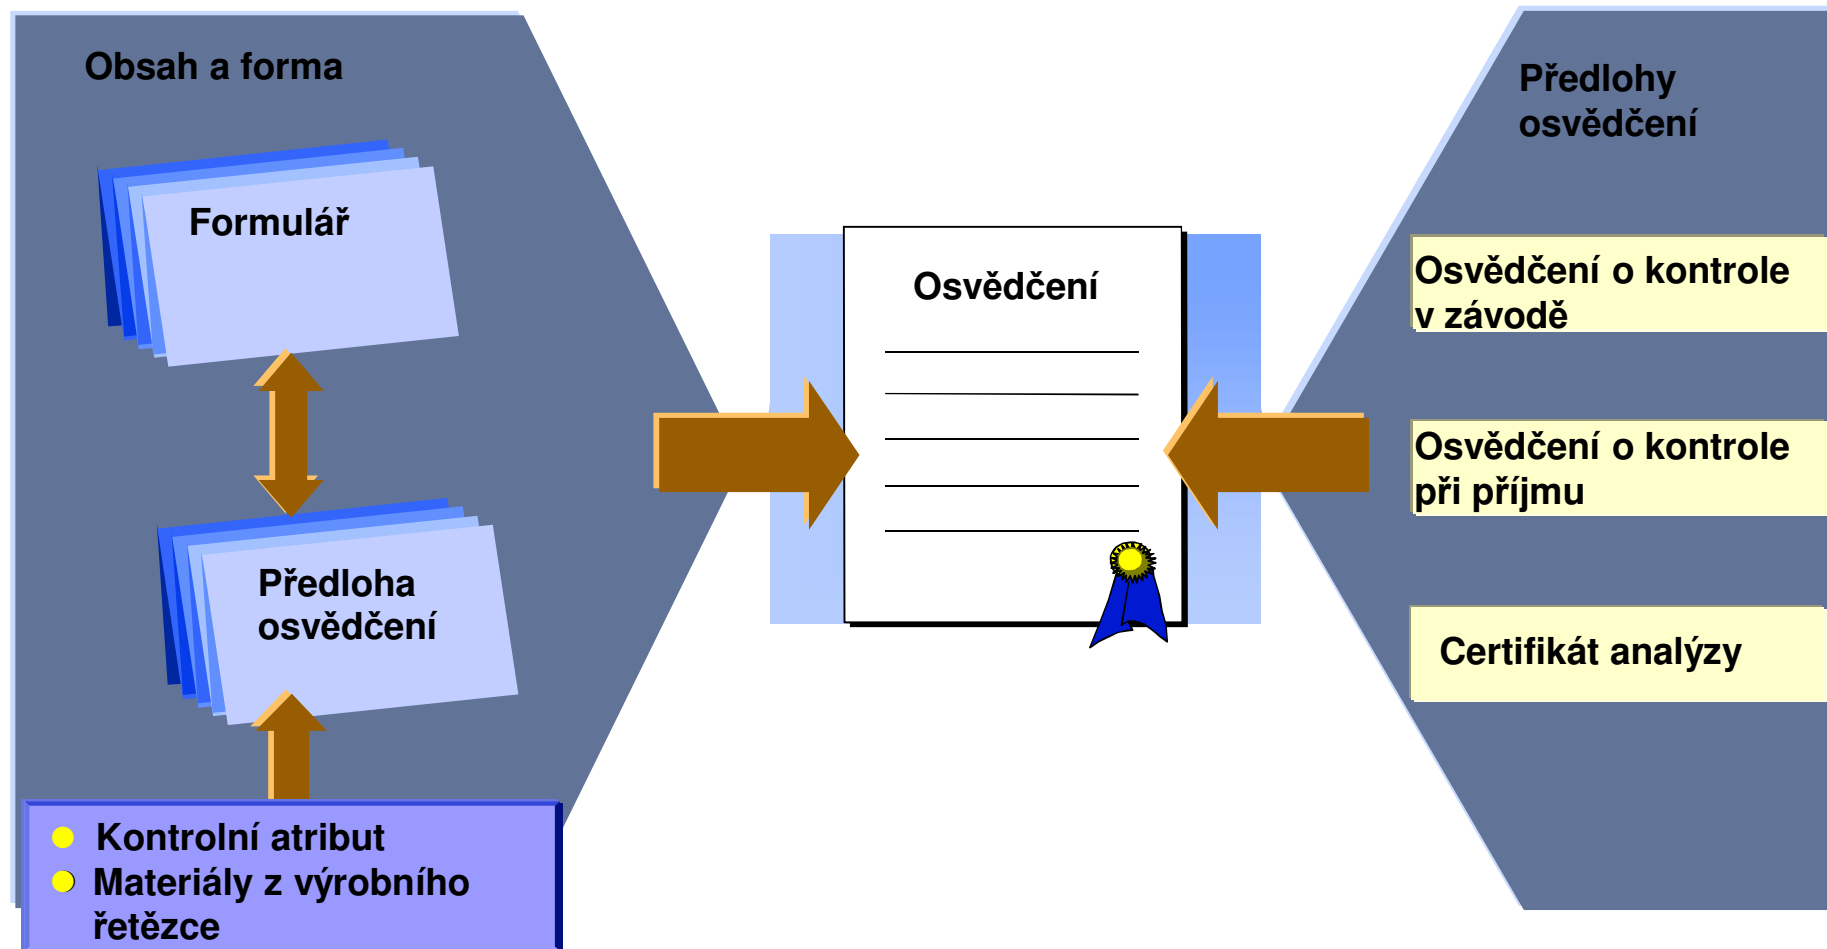 Obsah a forma
Formulář
Předloha
osvědčení
Kontrolní atribut
Materiály z výrobního
řetězce
Osvědčení
Předlohy
osvědčení
Osvědčení o kontrole
v závodě
Osvědčení o kontrole
při příjmu
Certifikát analýzy